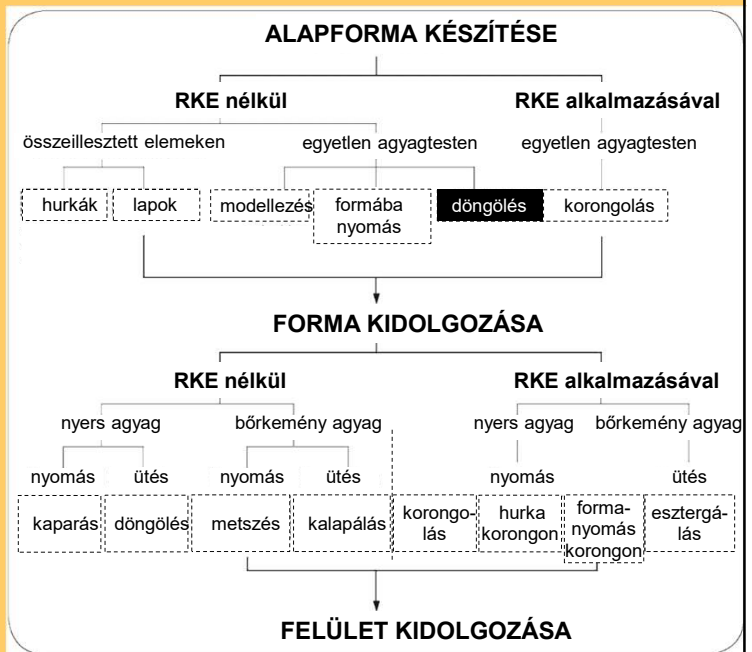 ALAPFORMA KÉSZÍTÉSE
RKE nélkül RKE alkalmazásával
összeillesztett elemeken egyetlen agyagtesten egyetlen agyagtesten
hurkák lapok modellezés formába nyomás döngölés korongolás
FORMA KIDOLGOZÁSA
RKE nélkül RKE alkalmazásával
nyers agyag bőrkemény agyag nyers agyag bőrkemény agyag
nyomás ütés nyomás ütés nyomás ütés
kaparás döngölés metszés kalapálás korongo-
lás hurka
korongon forma-
nyomás
korongon esztergá-
lás
FELÜLET KIDOLGOZÁSA